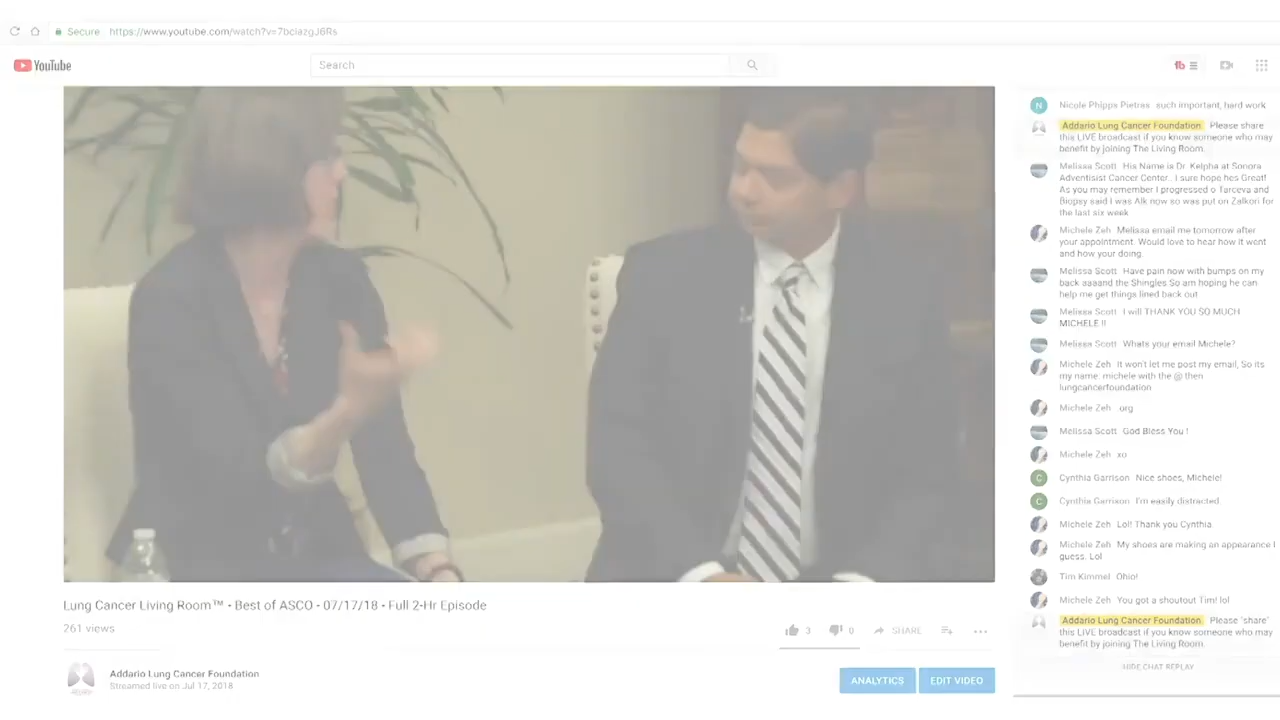 Secure https://www.youtube.com/watch?v=7bclazgJ6Rs
YouTube
Search
Nicole Phipps Pietras such important, hard work
Addario Lung Cancer Foundation Please share
this LIVE broadcast if you know someone who may
benefit by joining The Living Room.
Melissa Scott His Name is Dr. Kelpha at Sonora
Adventisist Cancer Center.. I sure hope hes Great!
As you may remember I progressed o Tarceva and
Biopsy said I was Alk now so was put on Zalkori for
the last six week
Michele Zeh Melissa email me tomorrow after
your appointment. Would love to hear how it went
and how your doing.
Melissa Scott Have pain now with bumps on my
back aaaand the Shingles So am hoping he can
help me get things lined back out
Melissa Scott I will THANK YOU SO MUCH
MICHELE !!
Melissa Scott Whats your email Michele?
Michele Zeh It won't let me post my email, So its
my name: michele with the @ then
lungcancerfoundation
Michele Zeh .org
Melissa Scott God Bless You !
Michele Zeh xo
C Cynthia Garrison Nice shoes, Michele!
C Cynthia Garrison I'm easily distracted.
Michele Zeh Lol! Thank you Cynthia.
Michele Zeh My shoes are making an appearance I
guess. Lol
Tim Kimmel Ohio!
Michele Zeh You got a shoutout Tim! lol
Addario Lung Cancer Foundation Please "share"
this LIVE broadcast if you know someone who may
benefit by joining The Living Room.
HIDE CHAT REPLAY
Lung Cancer Living Room™ - Best of ASCO - 07/17/18 - Full 2-Hr Episode
261 views
3 0 SHARE
Addario Lung Cancer Foundation
Streamed live on Jul 17, 2018
ANALYTICS EDIT VIDEO